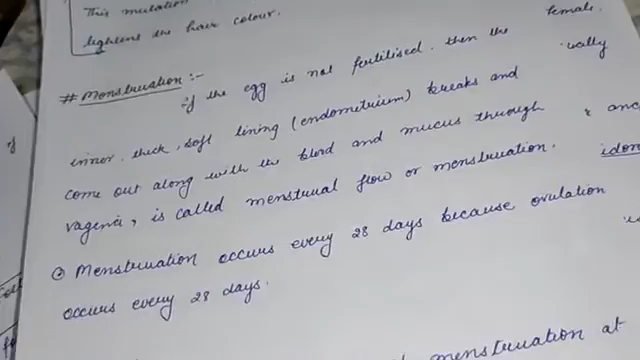 This mutation
lightens the hair colour.
# Menstruation :-
if the egg is not fertilised. then the female.
inner, thick, soft lining (endometrium) breaks and
come out along with the blood and mucus through
vagena, is called menstrual flow or menstruation.
⊙ Menstruation occurs every 28 days because ovulation
occurs every 28 days.
menstruation at
if